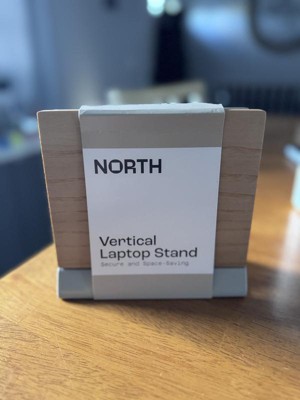 NORTH
Vertical
Laptop Stand
Secure and Space-Saving